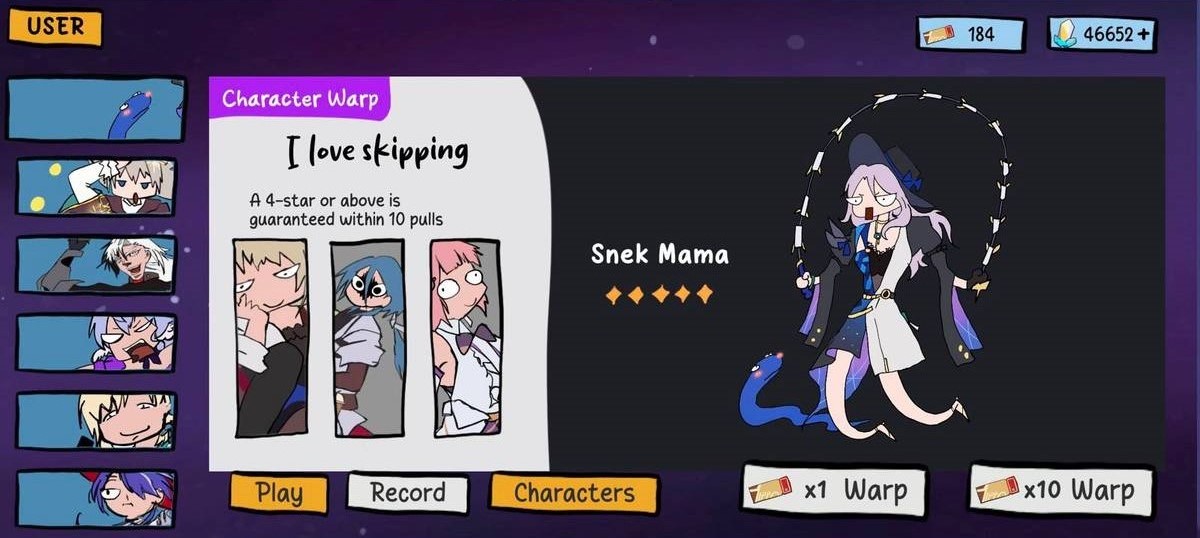 USER
184
46652 +
Character Warp
I love skipping
A 4-star or above is
guaranteed within 10 pulls
Snek Mama
Play
Record
Characters
x1 Warp
x10 Warp